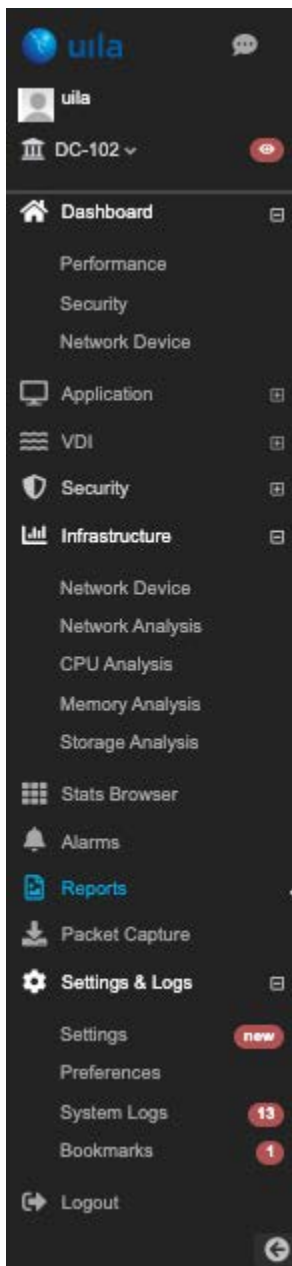 uila
uila
DC-102
Dashboard
Performance
Security
Network Device
Application
VDI
Security
Infrastructure
Network Device
Network Analysis
CPU Analysis
Memory Analysis
Storage Analysis
Stats Browser
Alarms
Reports
Packet Capture
Settings & Logs
Settings new
Preferences
System Logs 13
Bookmarks 1
Logout